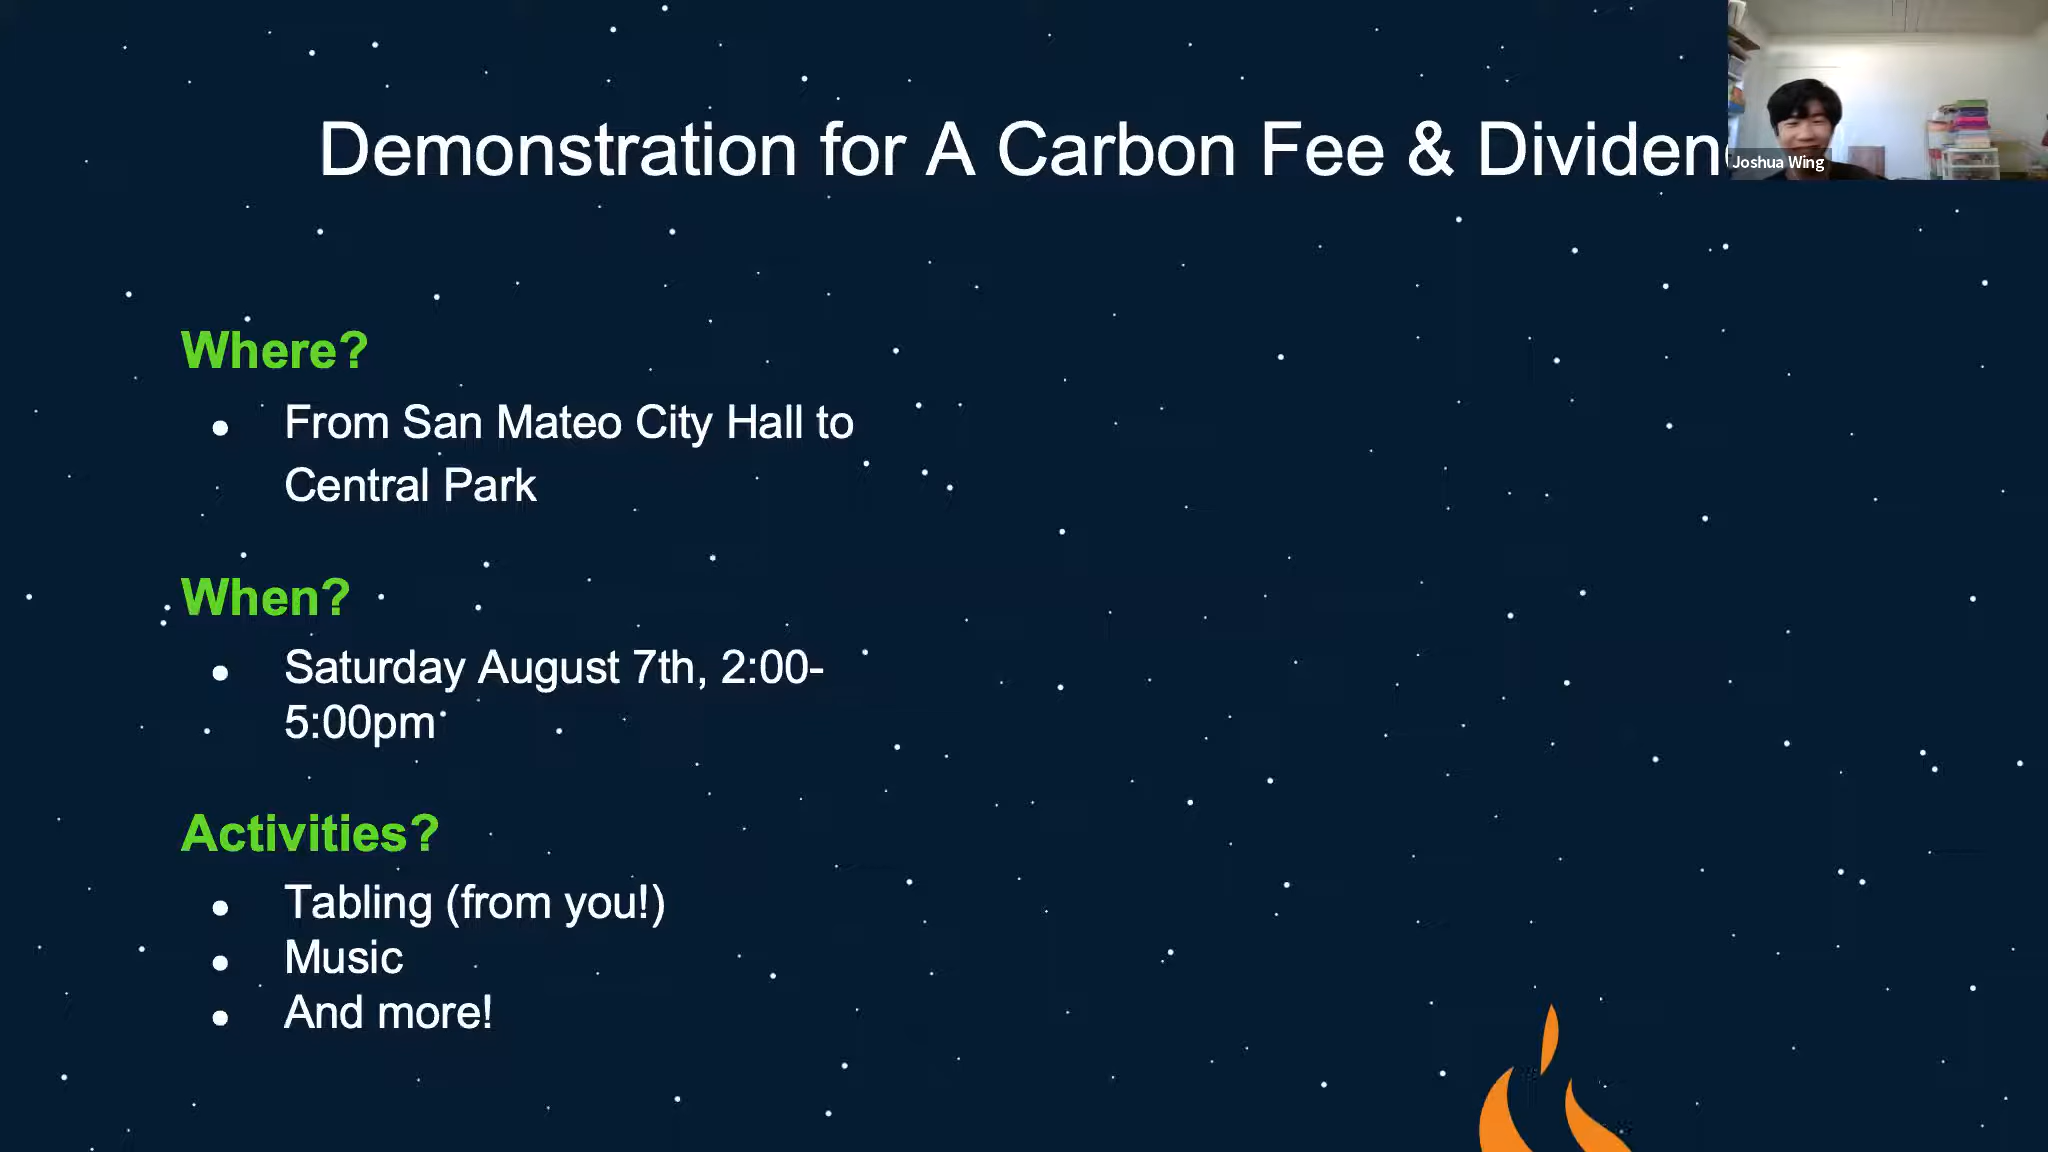 Demonstration for A Carbon Fee & Dividen
Joshua Wing
Where?
● From San Mateo City Hall to
Central Park
When?
● Saturday August 7th, 2:00-
5:00pm
Activities?
● Tabling (from you!)
● Music
● And more!